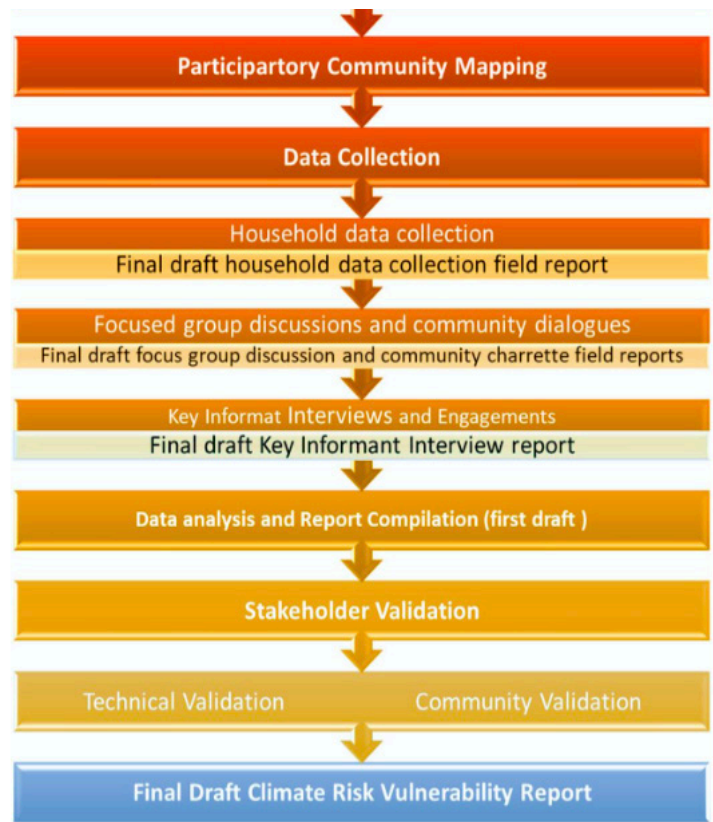 Participartory Community Mapping
Data Collection
Household data collection
Final draft household data collection field report
Focused group discussions and community dialogues
Final draft focus group discussion and community charrette field reports
Key Informat Interviews and Engagements
Final draft Key Informant Interview report
Data analysis and Report Compilation (first draft )
Stakeholder Validation
Technical Validation Community Validation
Final Draft Climate Risk Vulnerability Report